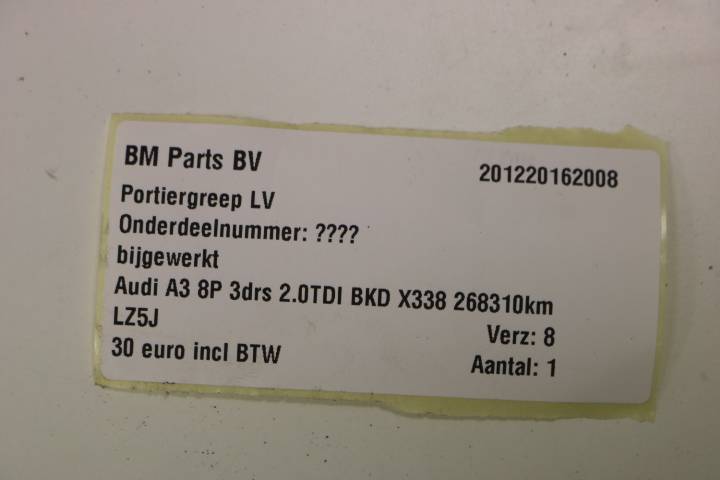 BM Parts BV 201220162008
Portiergreep LV
Onderdeelnummer: ????
bijgewerkt
Audi A3 8P 3drs 2.0TDI BKD X338 268310km
LZ5J Verz: 8
30 euro incl BTW Aantal: 1